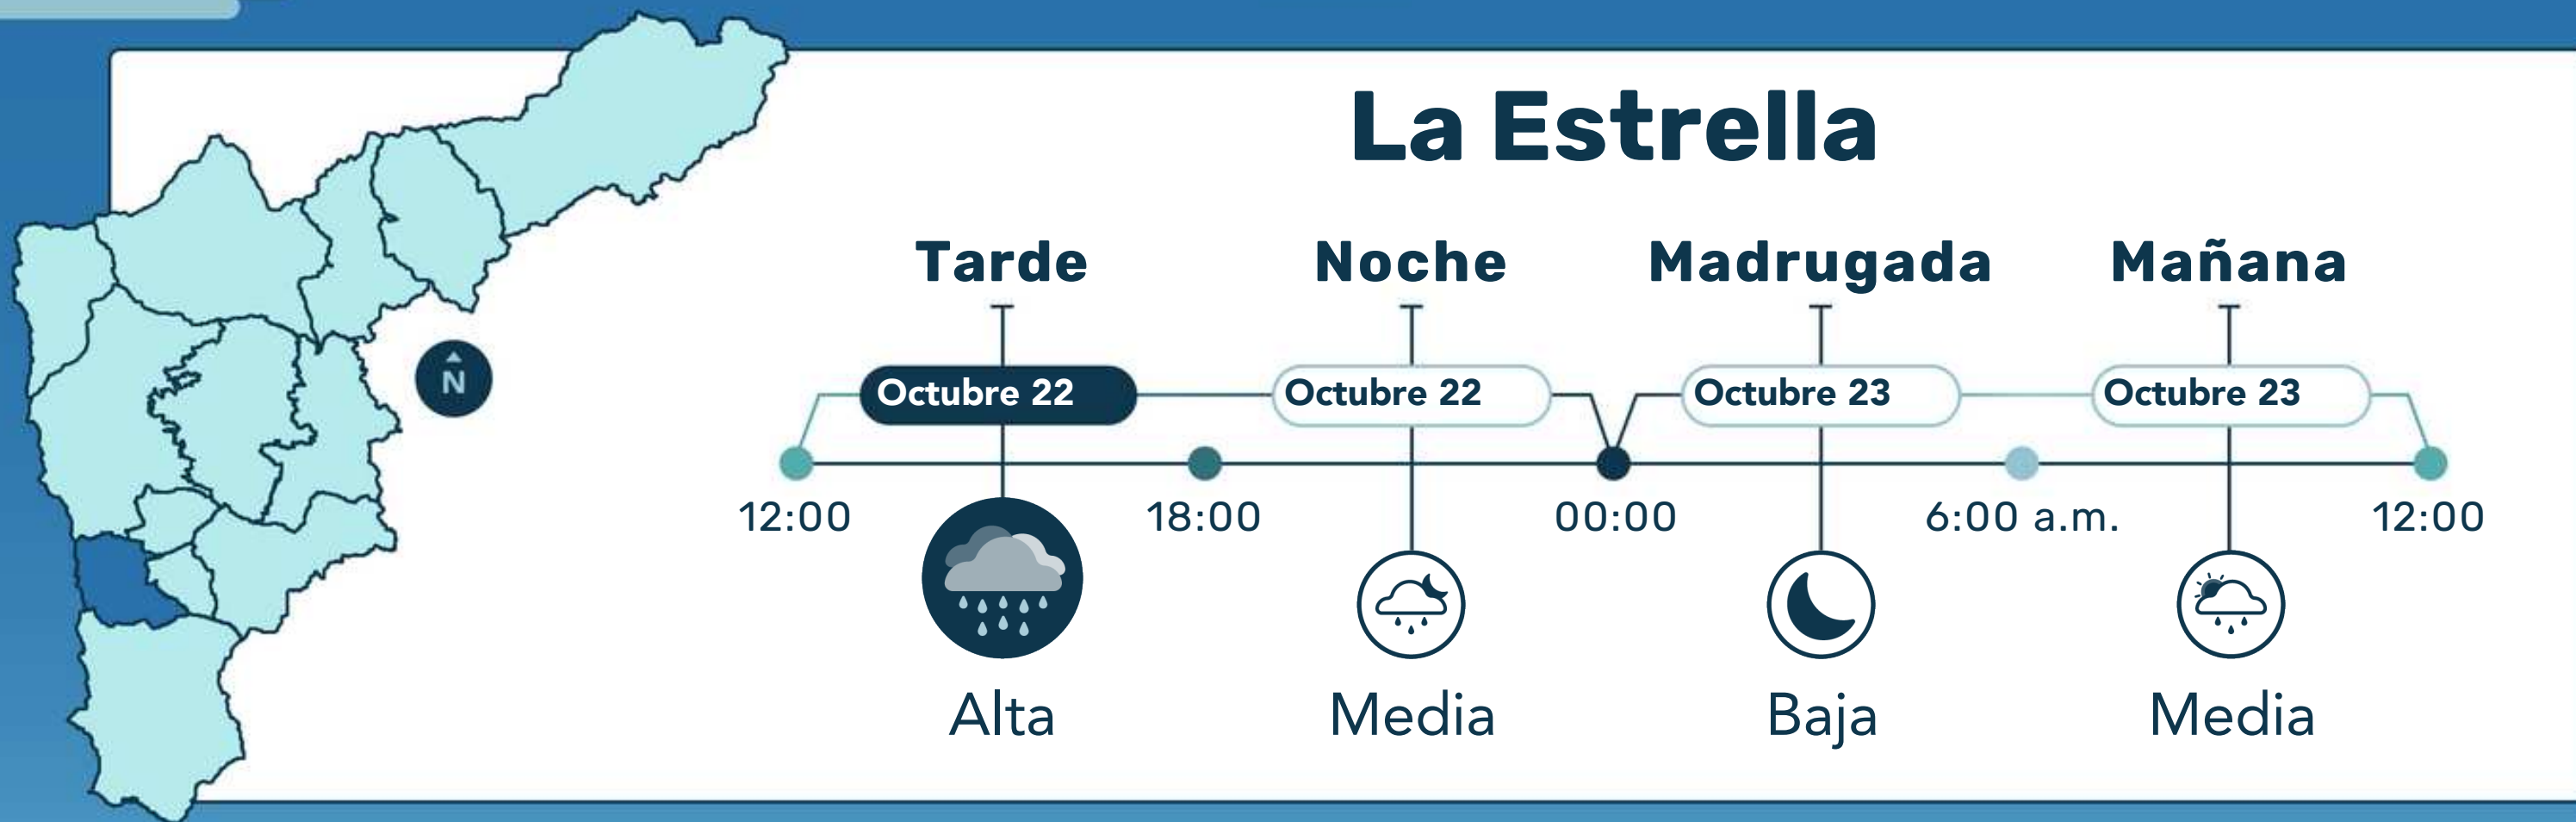 La Estrella
Tarde Noche Madrugada Mañana
N
Octubre 22 Octubre 22 Octubre 23 Octubre 23
12:00 18:00 00:00 6:00 a.m. 12:00
Alta Media Baja Media